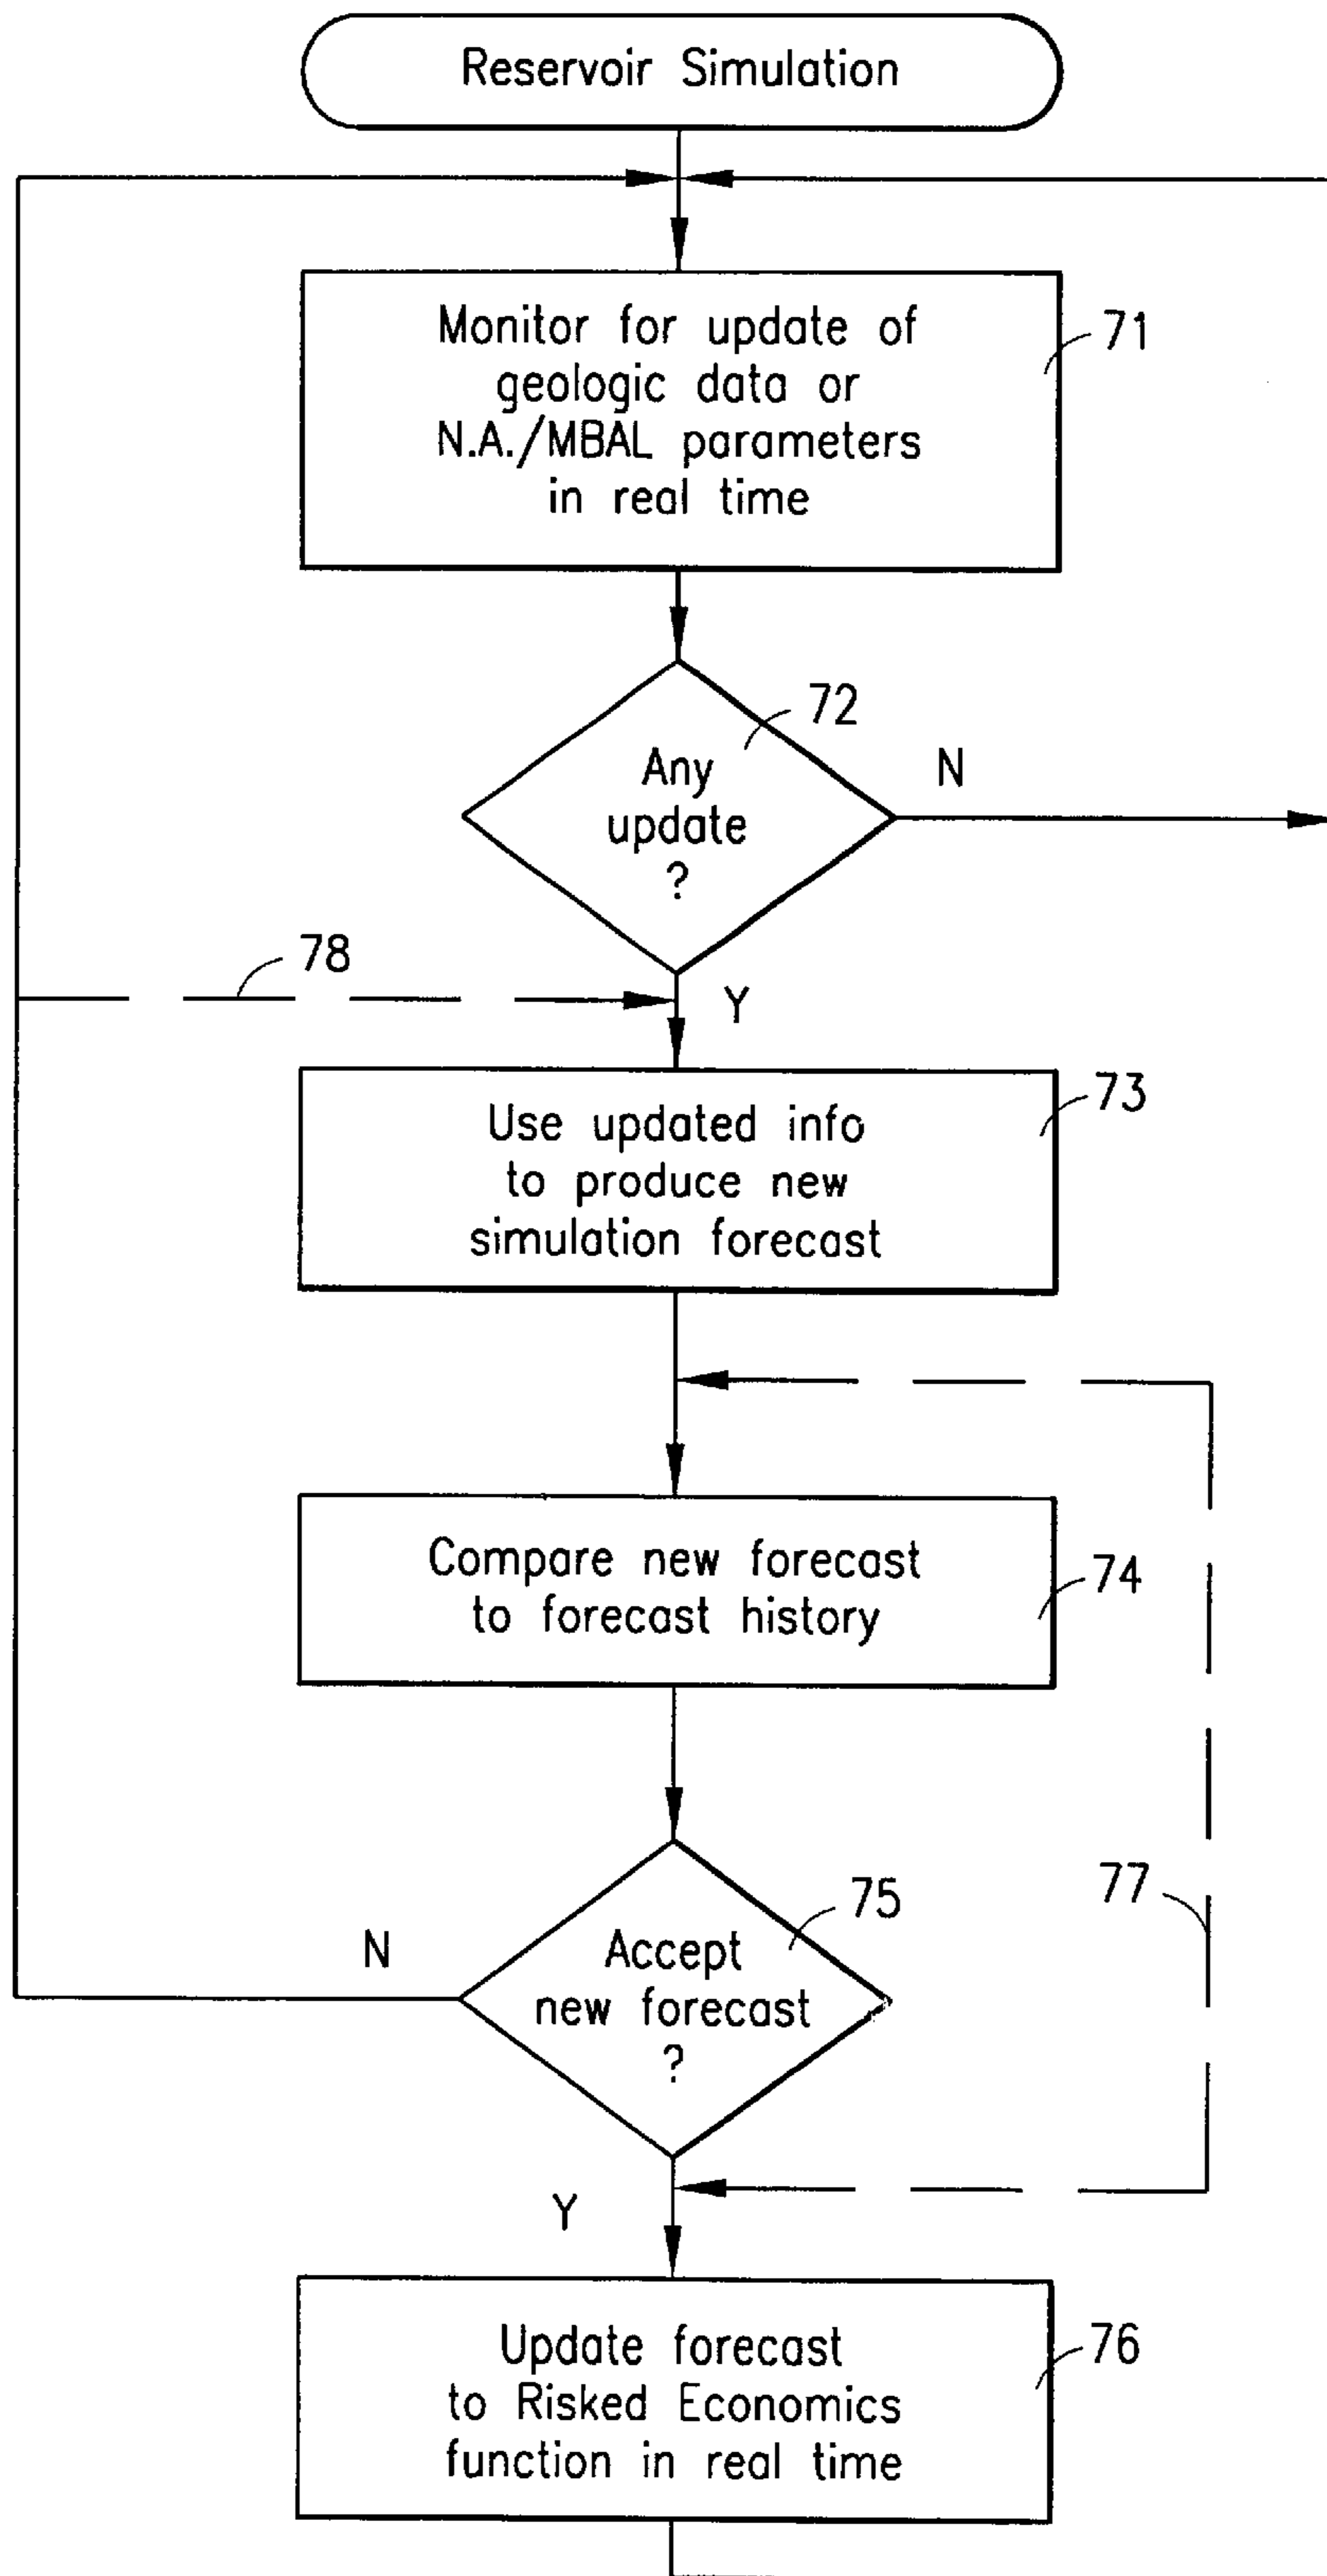 Reservoir Simulation
Monitor for update of
geologic data or
N.A./MBAL parameters
in real time
71
72
Any
update
?
N
78
Y
Use updated info
to produce new
simulation forecast
73
Compare new forecast
to forecast history
74
75
Accept
new forecast
?
N
77
Y
Update forecast
to Risked Economics
function in real time
76